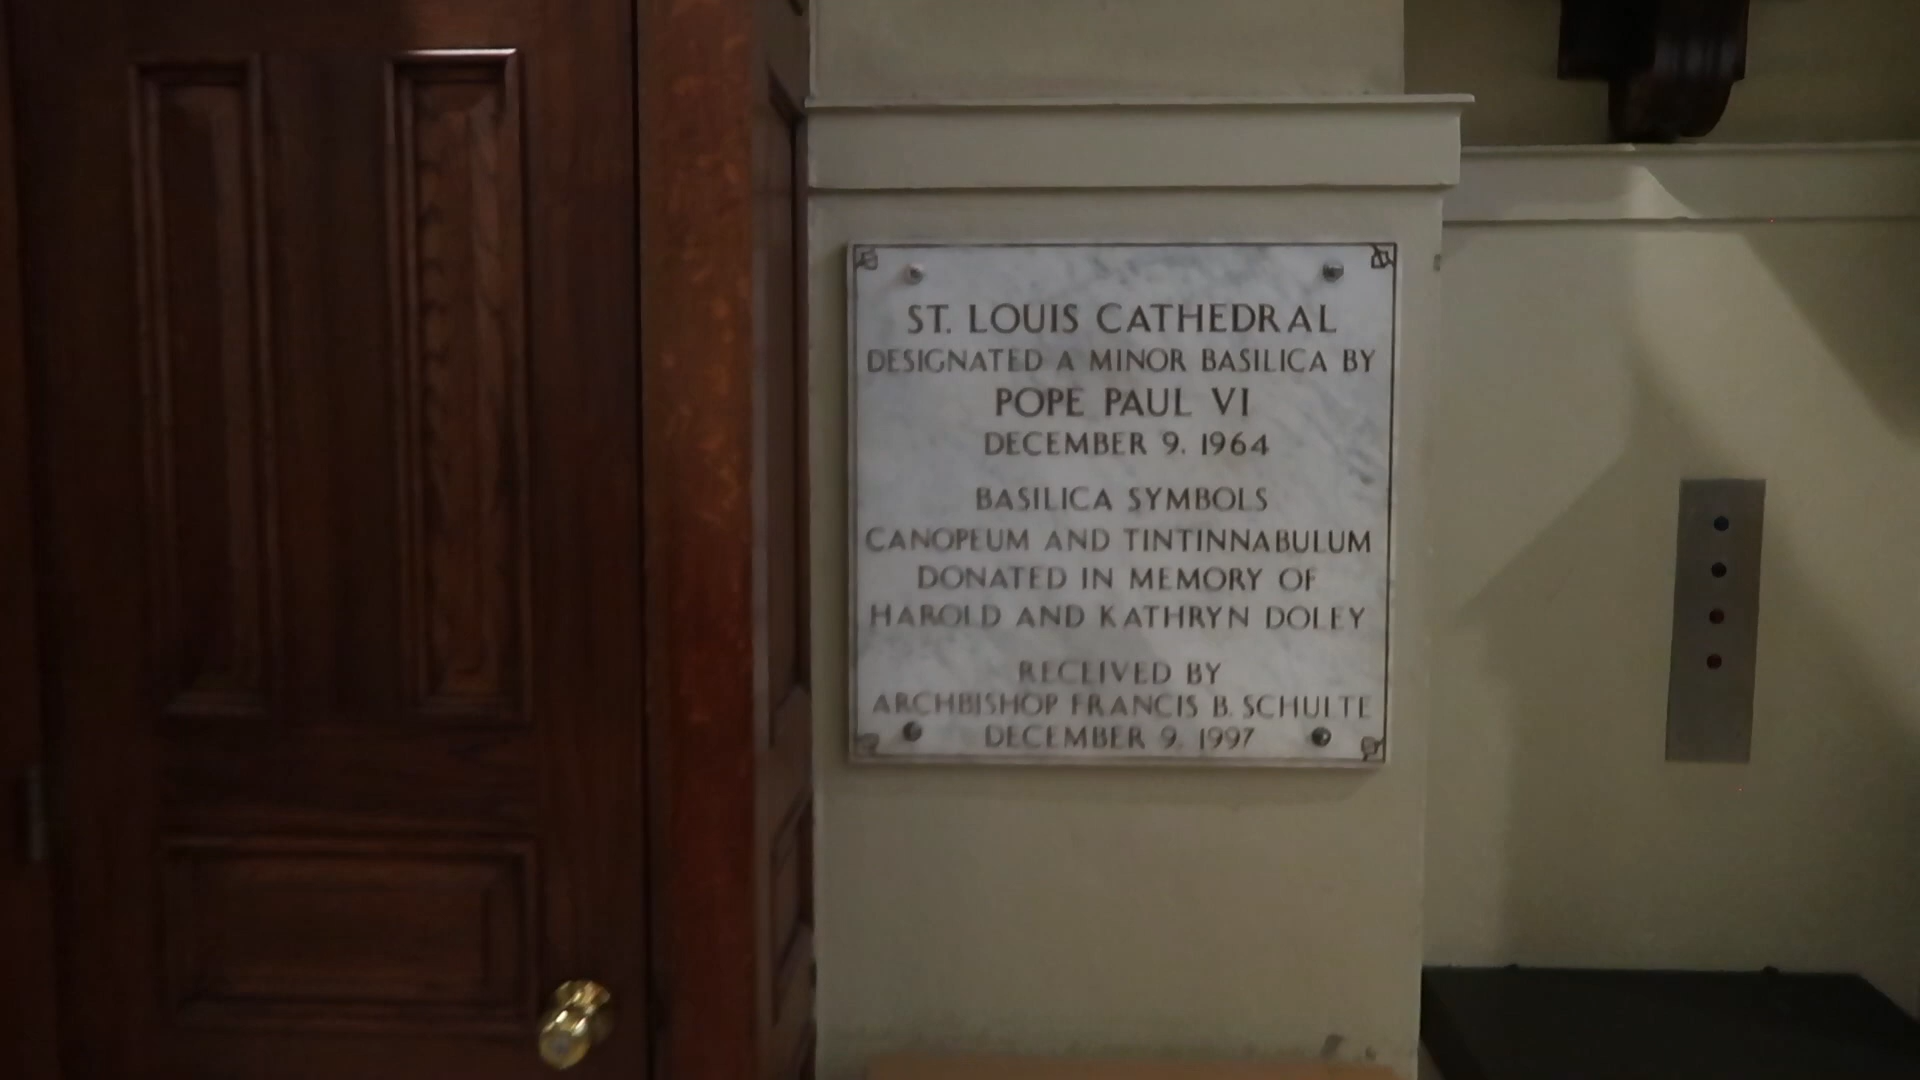 ST. LOUIS CATHEDRAL
DESIGNATED A MINOR BASILICA BY
POPE PAUL VI
DECEMBER 9, 1964
BASILICA SYMBOLS
CANOPEUM AND TINTINNABULUM
DONATED IN MEMORY OF
HAROLD AND KATHRYN DOLEY
RECEIVED BY
ARCHBISHOP FRANCIS B. SCHULTE
DECEMBER 9, 1997